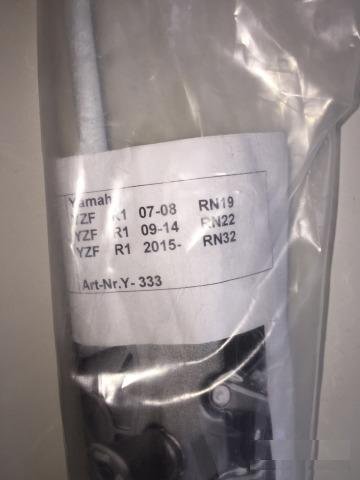 Yamaha
YZF R1 07-08 RN19
YZF R1 09-14 RN22
YZF R1 2015- RN32
Art-Nr.Y- 333